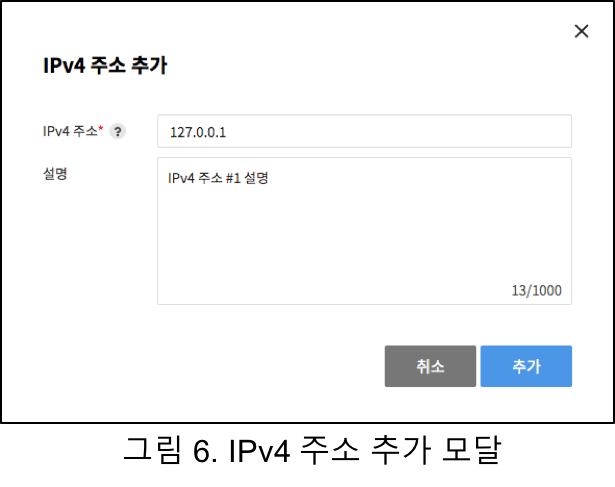 IPv4 주소 추가
IPv4 주소* ?
127.0.0.1
설명
IPv4 주소 #1 설명
13/1000
취소
추가
그림 6. IPv4 주소 추가 모달